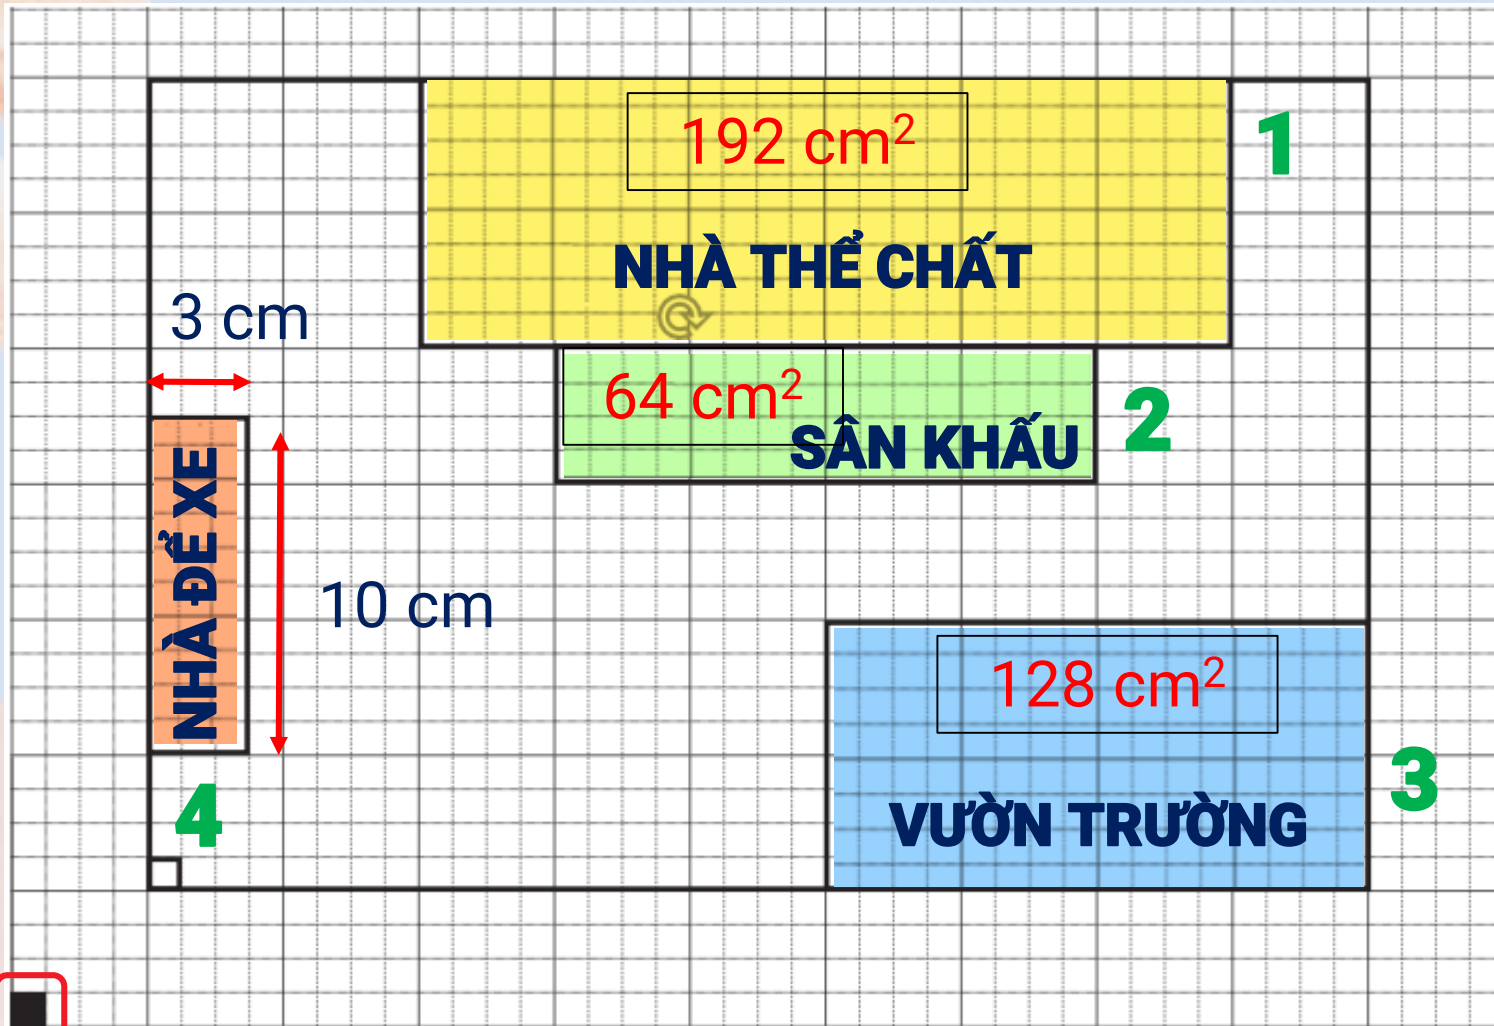 192 cm²
1
NHÀ THỂ CHẤT
3 cm
64 cm²
2
SÂN KHẤU
NHÀ ĐỂ XE
10 cm
128 cm²
3
VƯỜN TRƯỜNG
4